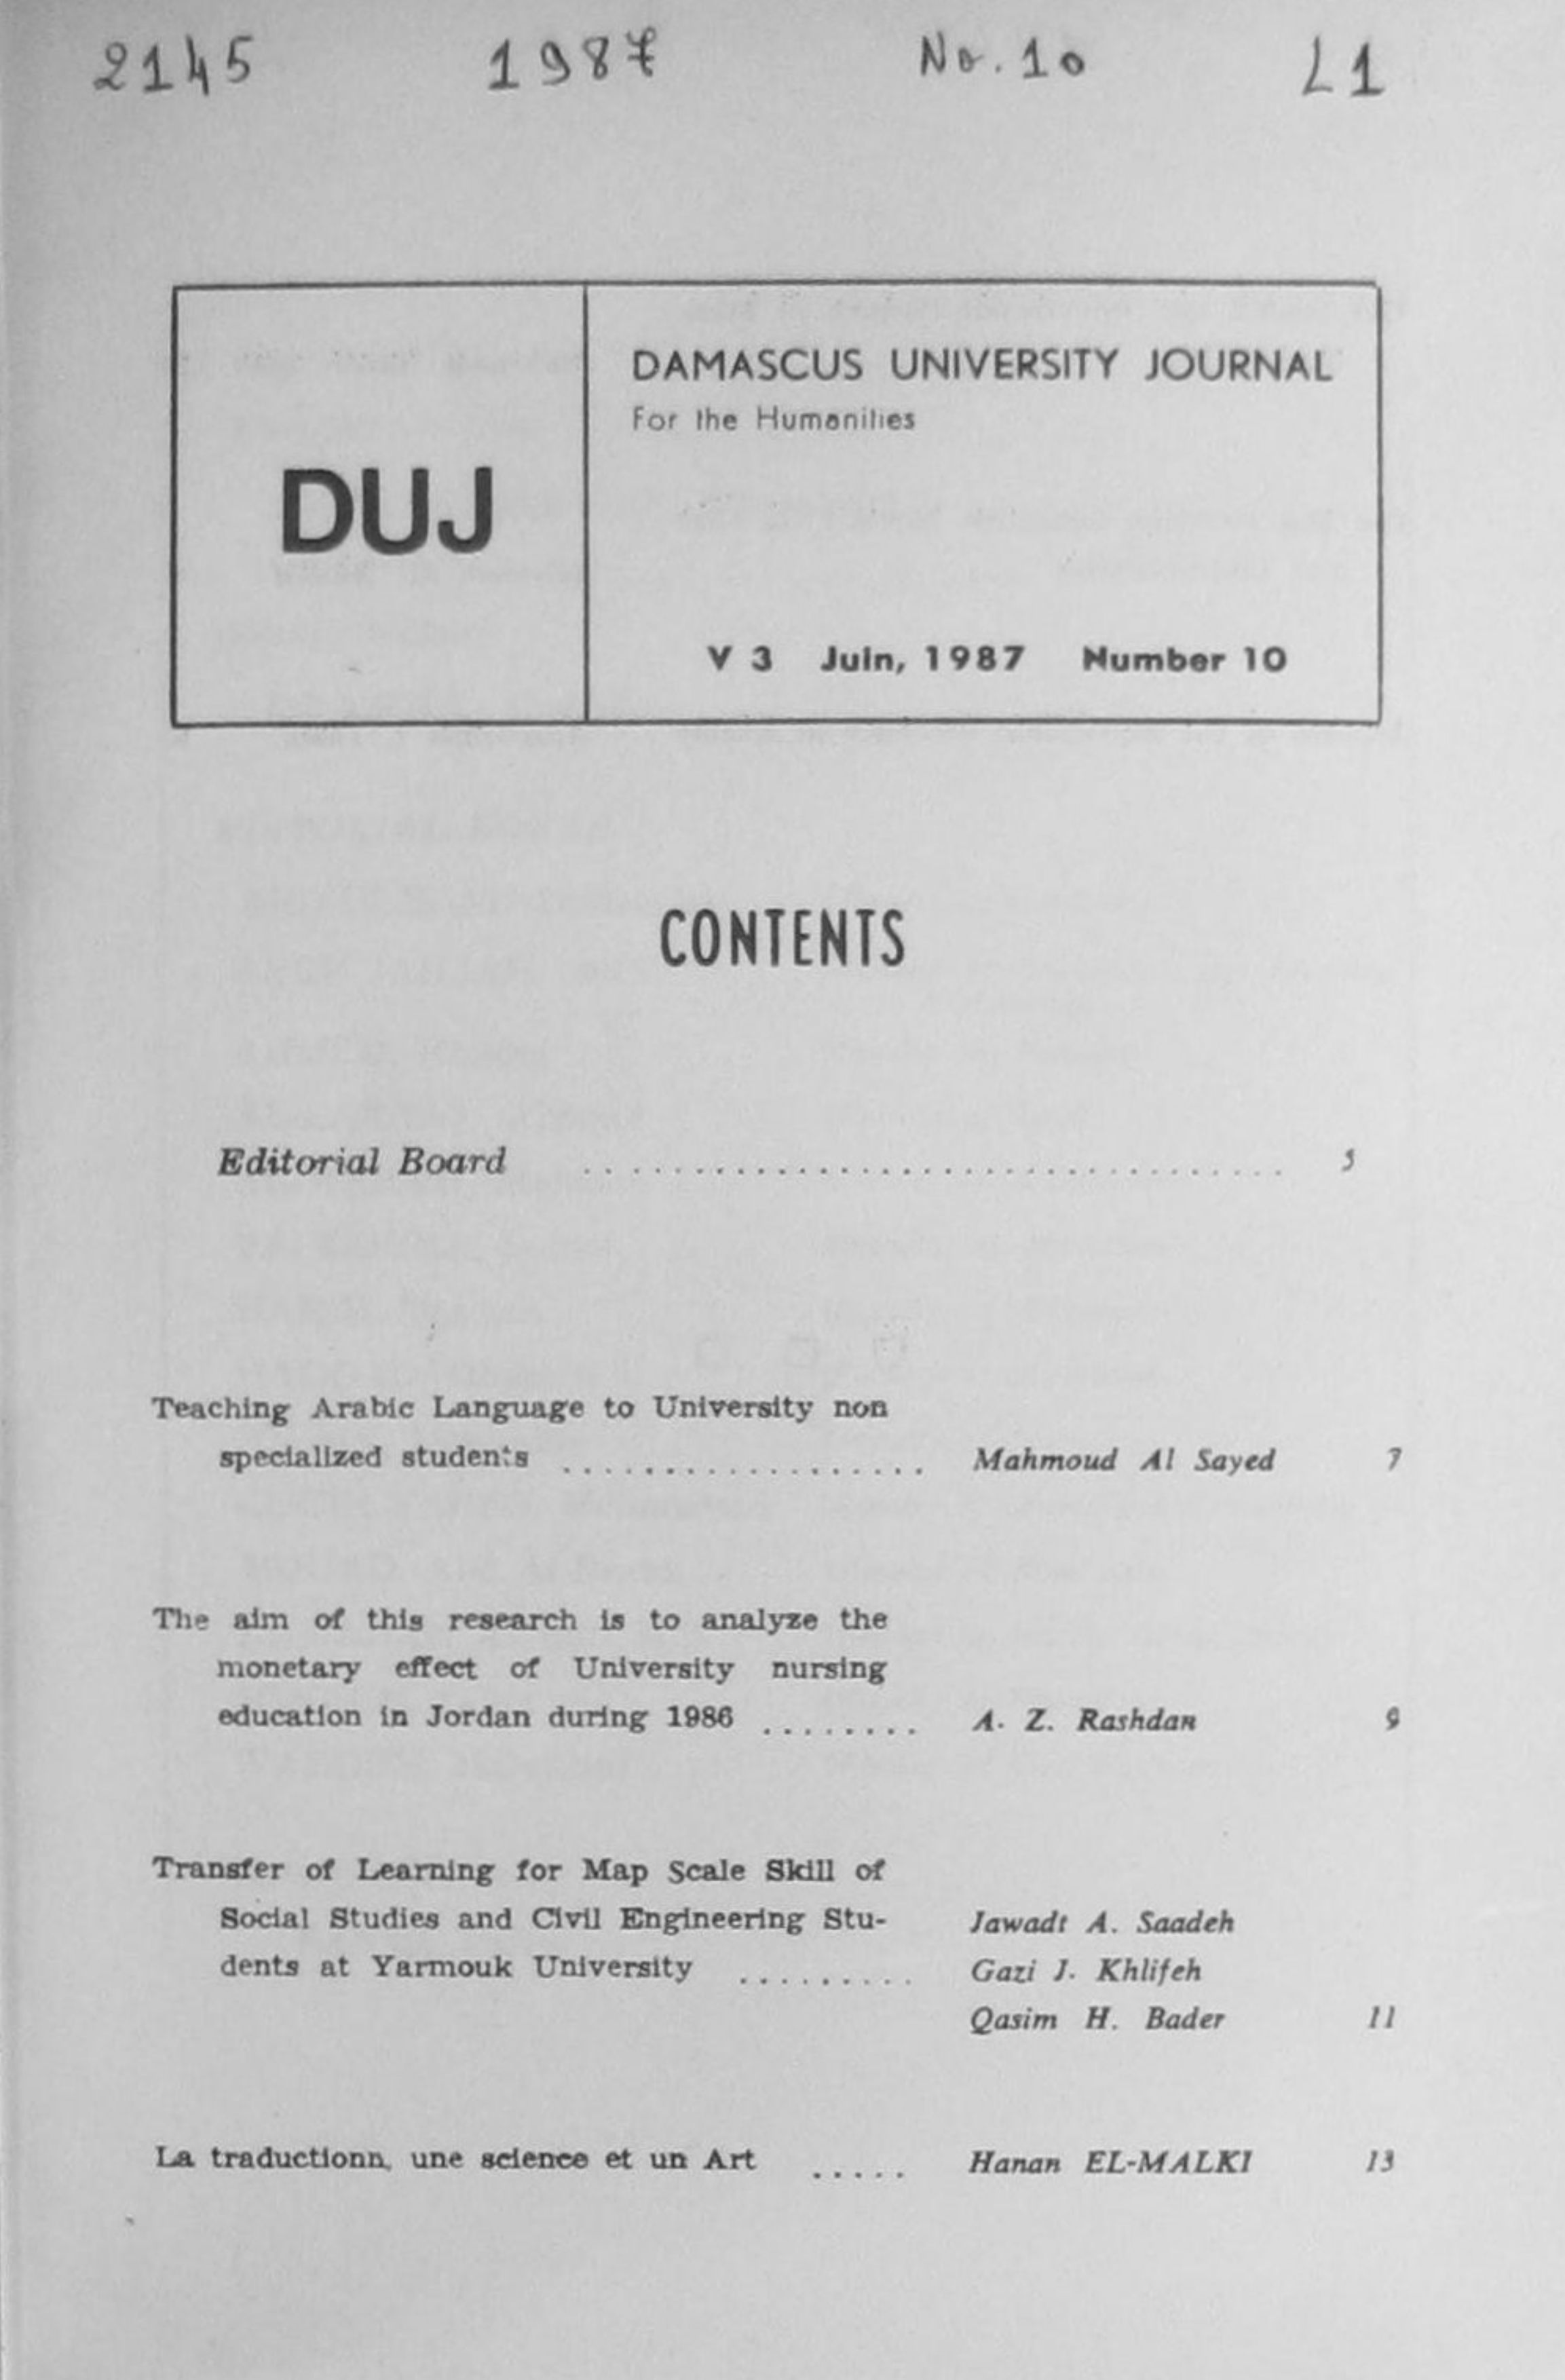 2145 1987 No. 10 L1
DUJ
DAMASCUS UNIVERSITY JOURNAL
For the Humanities
V 3 Juin, 1987 Number 10
CONTENTS
Editorial Board .................................. 5
Teaching Arabic Language to University non
specialized students .................. Mahmoud Al Sayed 7
The aim of this research is to analyze the
monetary effect of University nursing
education in Jordan during 1986 ........ A. Z. Rashdan 9
Transfer of Learning for Map Scale Skill of
Social Studies and Civil Engineering Stu- Jawadt A. Saadeh
dents at Yarmouk University ......... Gazi J. Khlifeh
Qasim H. Bader 11
La traductionn, une science et un Art ..... Hanan EL-MALKI 13